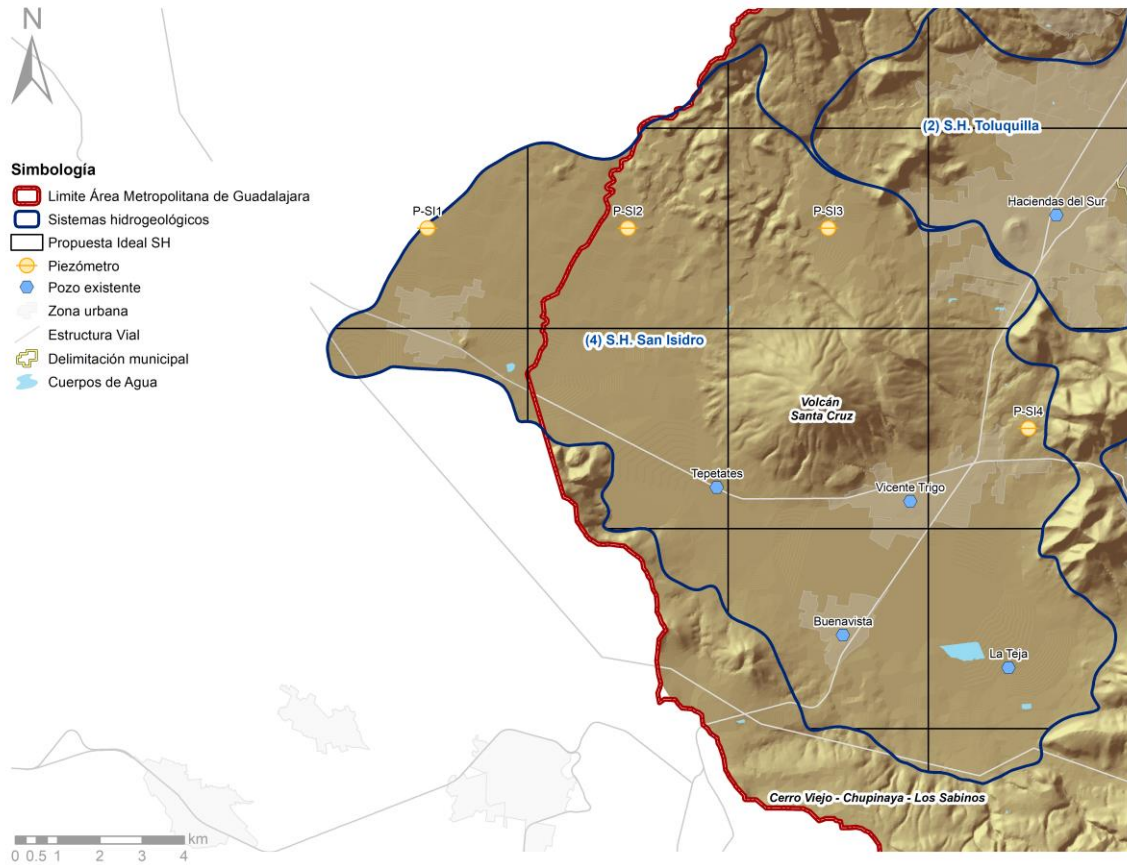 N
Simbología
Limite Área Metropolitana de Guadalajara
Sistemas hidrogeológicos
Propuesta Ideal SH
Piezómetro
Pozo existente
Zona urbana
Estructura Vial
Delimitación municipal
Cuerpos de Agua
(2) S.H. Toluquilla
Haciendas del Sur
P-SI1
P-SI2
P-SI3
(4) S.H. San Isidro
Volcán
Santa Cruz
P-SI4
Tepetates
Vicente Trigo
Buenavista
La Teja
Cerro Viejo - Chupinaya - Los Sabinos
km
0 0.5 1 2 3 4